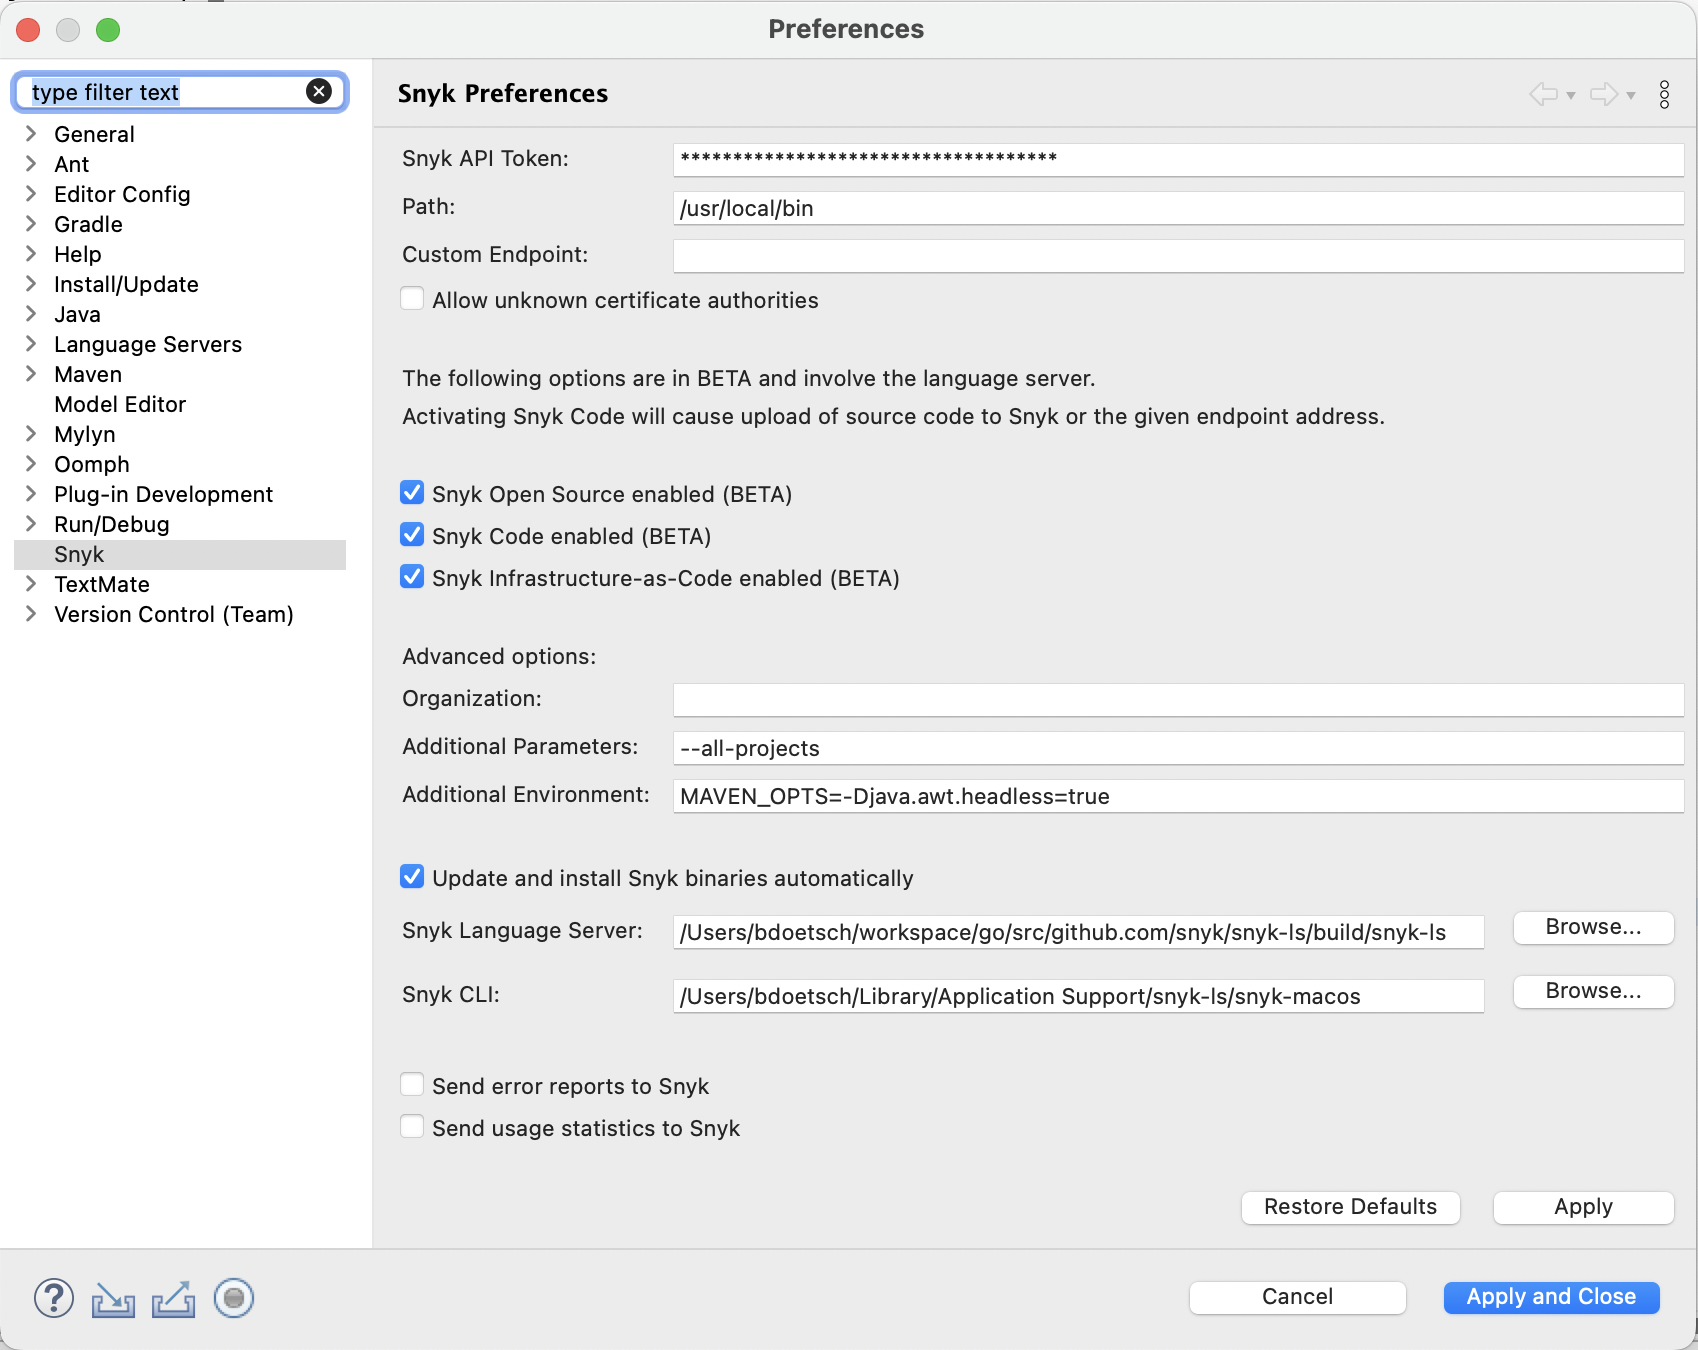 Preferences
type filter text
General
Ant
Editor Config
Gradle
Help
Install/Update
Java
Language Servers
Maven
Model Editor
Mylyn
Oomph
Plug-in Development
Run/Debug
Snyk
TextMate
Version Control (Team)
Snyk Preferences
Snyk API Token: ************************************
Path: /usr/local/bin
Custom Endpoint:
Allow unknown certificate authorities
The following options are in BETA and involve the language server.
Activating Snyk Code will cause upload of source code to Snyk or the given endpoint address.
Snyk Open Source enabled (BETA)
Snyk Code enabled (BETA)
Snyk Infrastructure-as-Code enabled (BETA)
Advanced options:
Organization:
Additional Parameters: --all-projects
Additional Environment: MAVEN_OPTS=-Djava.awt.headless=true
Update and install Snyk binaries automatically
Snyk Language Server: /Users/bdoetsch/workspace/go/src/github.com/snyk/snyk-ls/build/snyk-ls Browse...
Snyk CLI: /Users/bdoetsch/Library/Application Support/snyk-ls/snyk-macos Browse...
Send error reports to Snyk
Send usage statistics to Snyk
Restore Defaults Apply
? Cancel Apply and Close